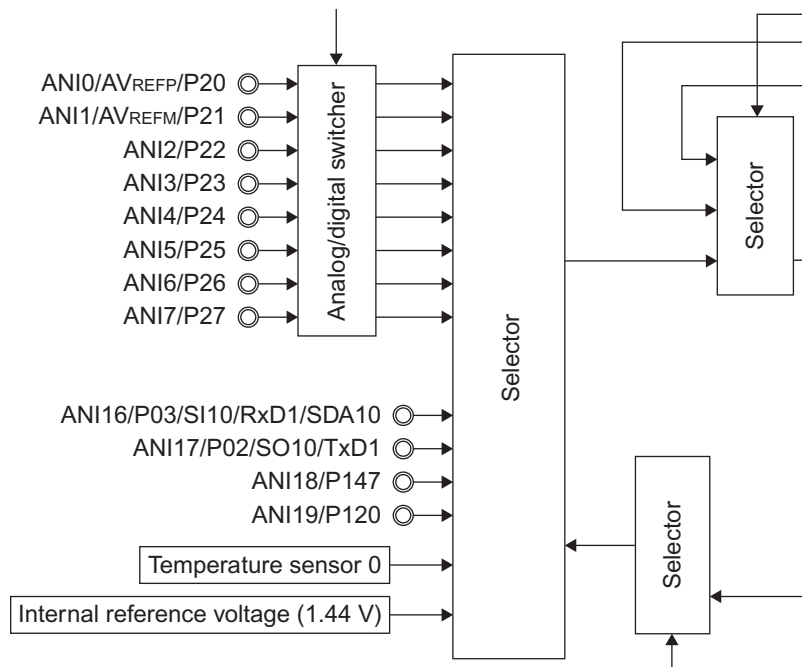 ANI0/AVREFP/P20
ANI1/AVREFM/P21
ANI2/P22
ANI3/P23
ANI4/P24
ANI5/P25
ANI6/P26
ANI7/P27
Analog/digital switcher
ANI16/P03/SI10/RxD1/SDA10
ANI17/P02/SO10/TxD1
ANI18/P147
ANI19/P120
Temperature sensor 0
Internal reference voltage (1.44 V)
Selector
Selector
Selector